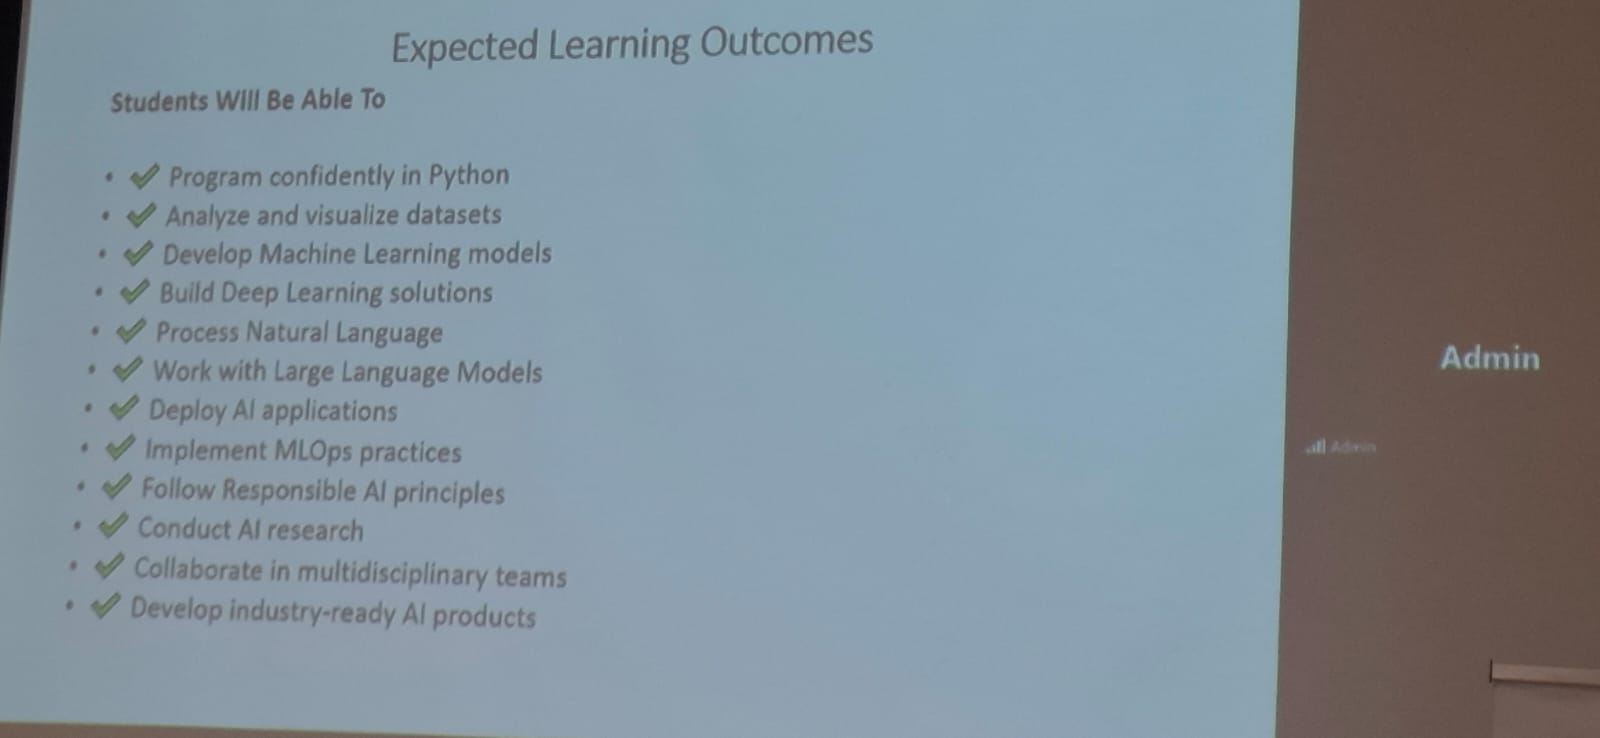 Expected Learning Outcomes
Students Will Be Able To
• ✔ Program confidently in Python
• ✔ Analyze and visualize datasets
• ✔ Develop Machine Learning models
• ✔ Build Deep Learning solutions
• ✔ Process Natural Language
• ✔ Work with Large Language Models
• ✔ Deploy AI applications
• ✔ Implement MLOps practices
• ✔ Follow Responsible AI principles
• ✔ Conduct AI research
• ✔ Collaborate in multidisciplinary teams
• ✔ Develop industry-ready AI products
Admin
Admin